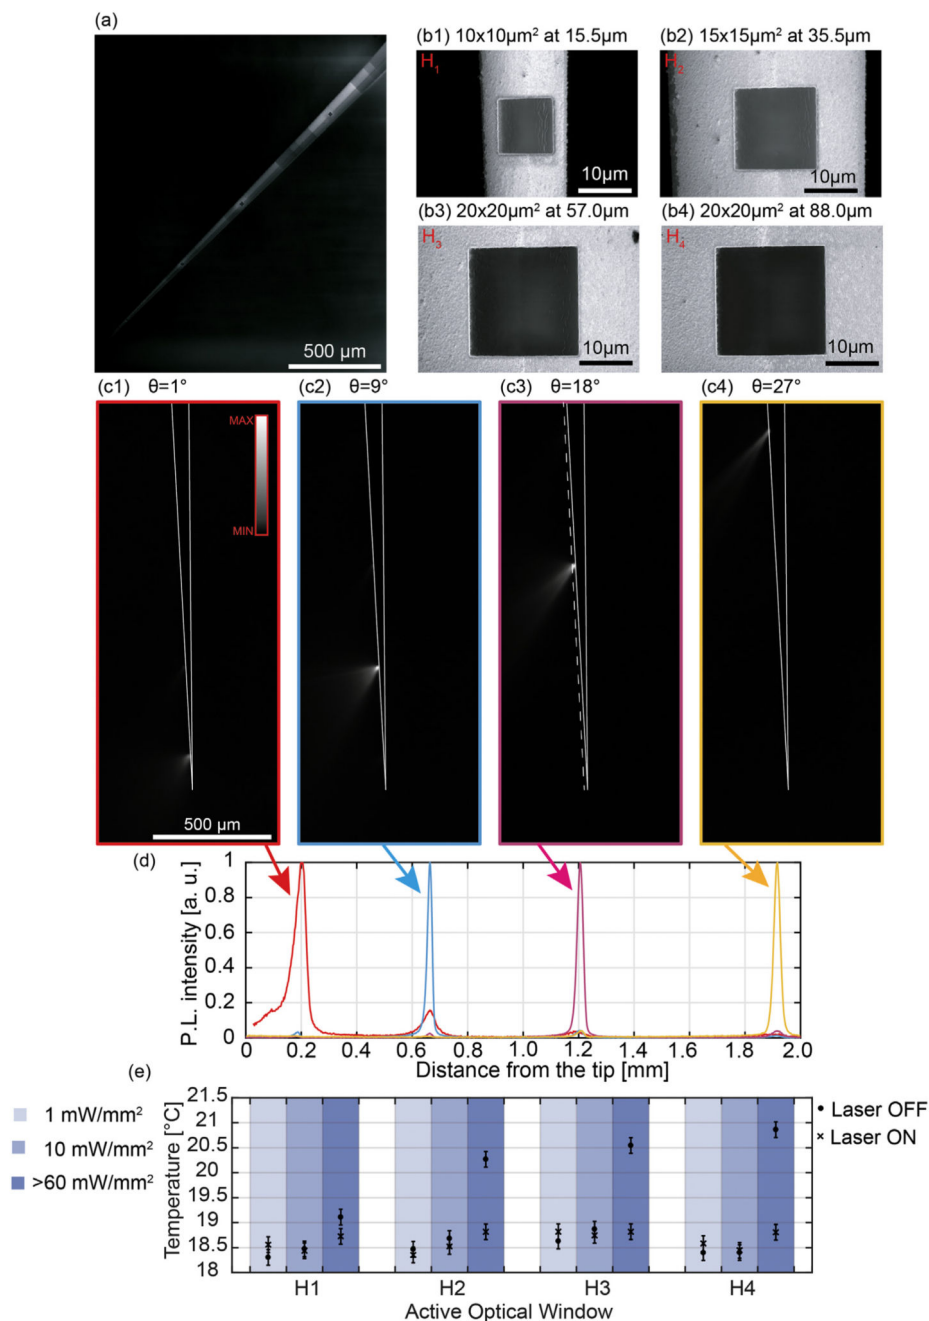 (a)
500 µm
(b1) 10x10µm² at 15.5µm
H₁
10µm
(b2) 15x15µm² at 35.5µm
H₂
10µm
(b3) 20x20µm² at 57.0µm
H₃
10µm
(b4) 20x20µm² at 88.0µm
H₄
10µm
(c1) θ=1°
MAX
MIN
500 µm
(c2) θ=9°
(c3) θ=18°
(c4) θ=27°
(d)
P.L. intensity [a. u.]
1
0.8
0.6
0.4
0.2
0
0 0.2 0.4 0.6 0.8 1.0 1.2 1.4 1.6 1.8 2.0
Distance from the tip [mm]
(e)
1 mW/mm²
10 mW/mm²
>60 mW/mm²
Temperature [°C]
21.5
21
20.5
20
19.5
19
18.5
18
H1 H2 H3 H4
Active Optical Window
Laser OFF
Laser ON